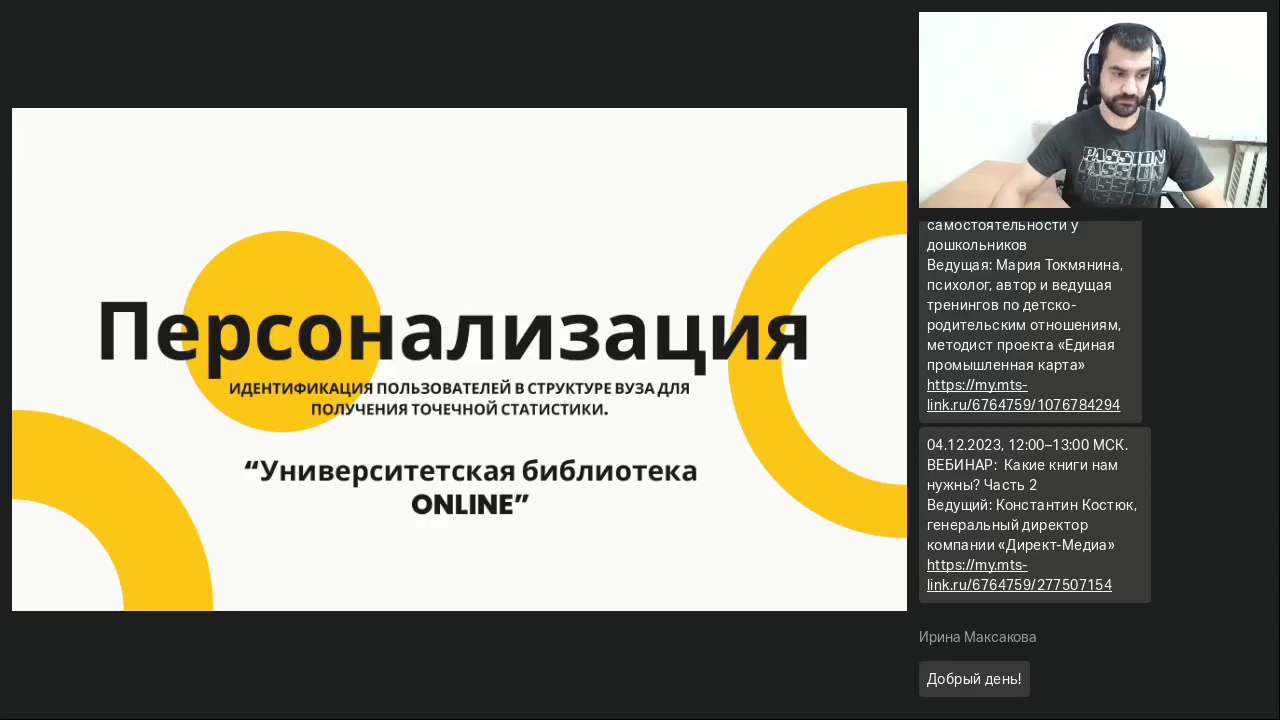 Персонализация
ИДЕНТИФИКАЦИЯ ПОЛЬЗОВАТЕЛЕЙ В СТРУКТУРЕ ВУЗА ДЛЯ
ПОЛУЧЕНИЯ ТОЧЕЧНОЙ СТАТИСТИКИ.
“Университетская библиотека
ONLINE”
PASSION
PASSION
PASSION
самостоятельности у
дошкольников
Ведущая: Мария Токмянина,
психолог, автор и ведущая
тренингов по детско-
родительским отношениям,
методист проекта «Единая
промышленная карта»
https://my.mts-
link.ru/6764759/1076784294
04.12.2023, 12:00–13:00 МСК.
ВЕБИНАР:  Какие книги нам
нужны? Часть 2
Ведущий: Константин Костюк,
генеральный директор
компании «Директ-Медиа»
https://my.mts-
link.ru/6764759/277507154
Ирина Максакова
Добрый день!